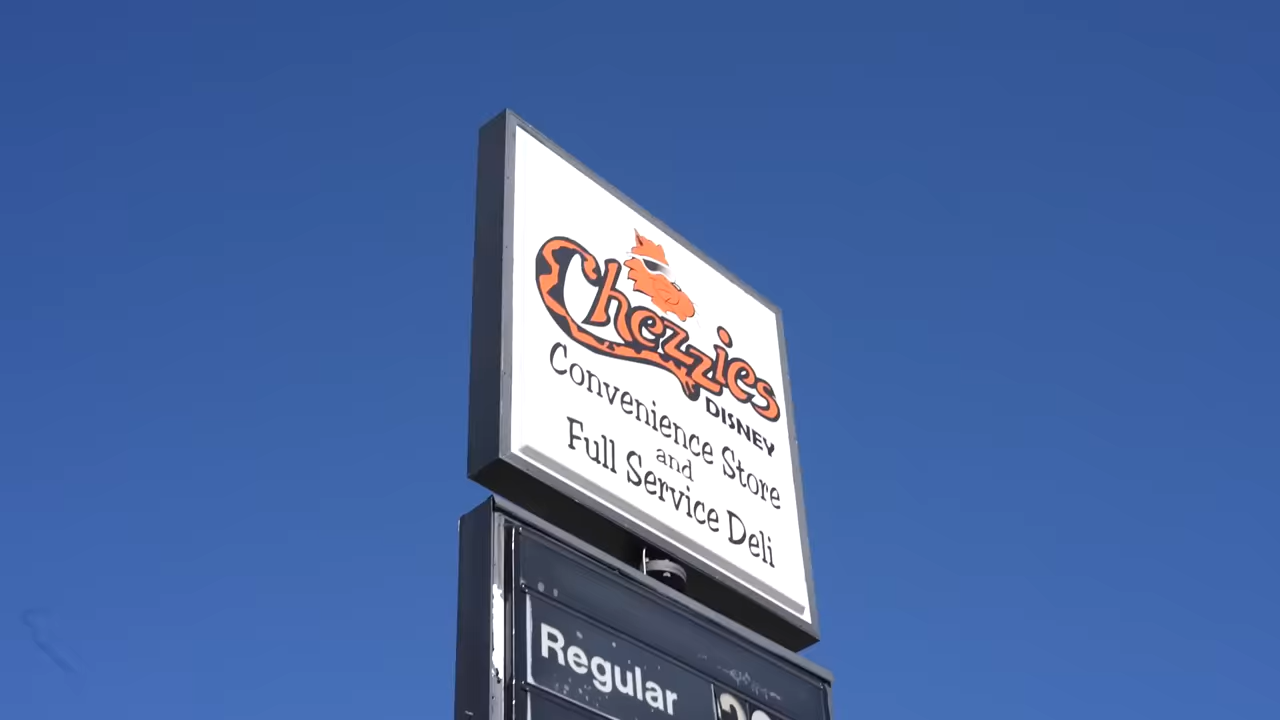 Chezzies
DISNEY
Convenience Store
and
Full Service Deli
Regular